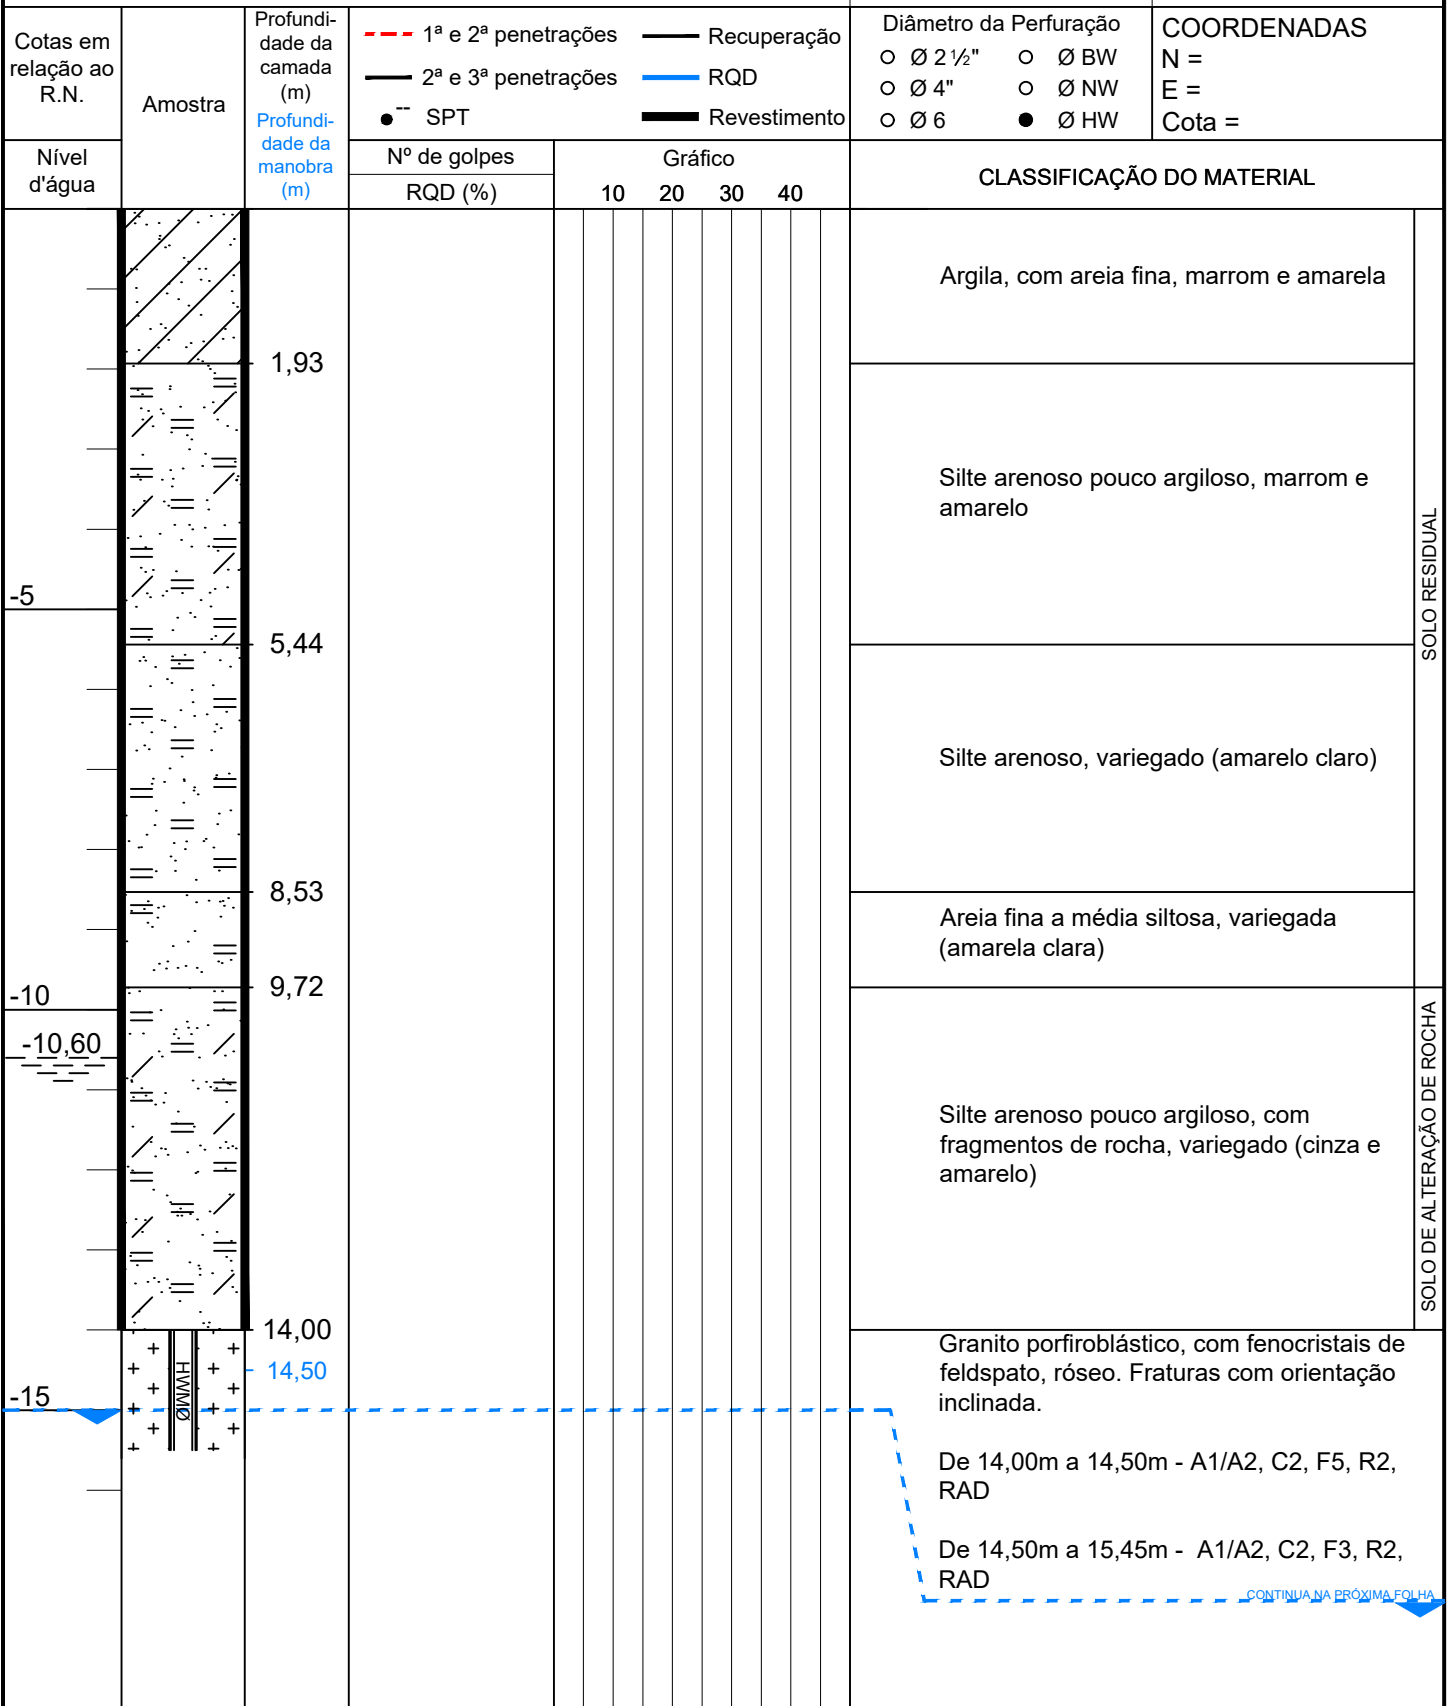 Cotas em
relação ao
R.N.
Nível
d'água
Amostra
Profundi-
dade da
camada
(m)
Profundi-
dade da
manobra
(m)
1ª e 2ª penetrações
2ª e 3ª penetrações
-- SPT
Recuperação
RQD
Revestimento
Nº de golpes
RQD (%)
Gráfico
10 20 30 40
Diâmetro da Perfuração
Ø 2 ½" Ø BW
Ø 4" Ø NW
Ø 6 Ø HW
COORDENADAS
N =
E =
Cota =
CLASSIFICAÇÃO DO MATERIAL
Argila, com areia fina, marrom e amarela
1,93
Silte arenoso pouco argiloso, marrom e
amarelo
SOLO RESIDUAL
-5
5,44
Silte arenoso, variegado (amarelo claro)
8,53
Areia fina a média siltosa, variegada
(amarela clara)
9,72
-10
-10,60
Silte arenoso pouco argiloso, com
fragmentos de rocha, variegado (cinza e
amarelo)
SOLO DE ALTERAÇÃO DE ROCHA
14,00
14,50
HWMØ
-15
Granito porfiroblástico, com fenocristais de
feldspato, róseo. Fraturas com orientação
inclinada.
De 14,00m a 14,50m - A1/A2, C2, F5, R2,
RAD
De 14,50m a 15,45m - A1/A2, C2, F3, R2,
RAD
CONTINUA NA PRÓXIMA FOLHA